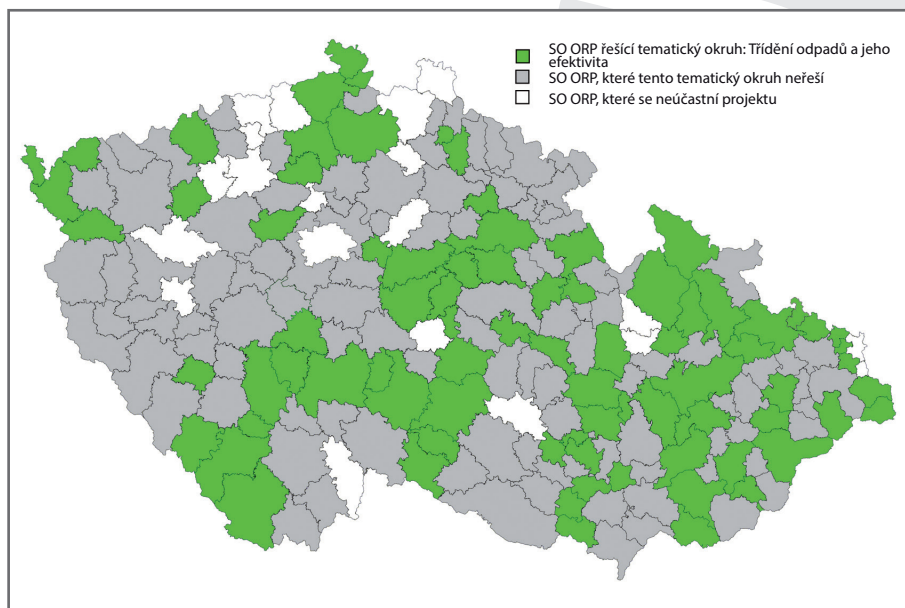 SO ORP řešící tematický okruh: Třídění odpadů a jeho
efektivita
SO ORP, které tento tematický okruh neřeší
SO ORP, které se neúčastní projektu